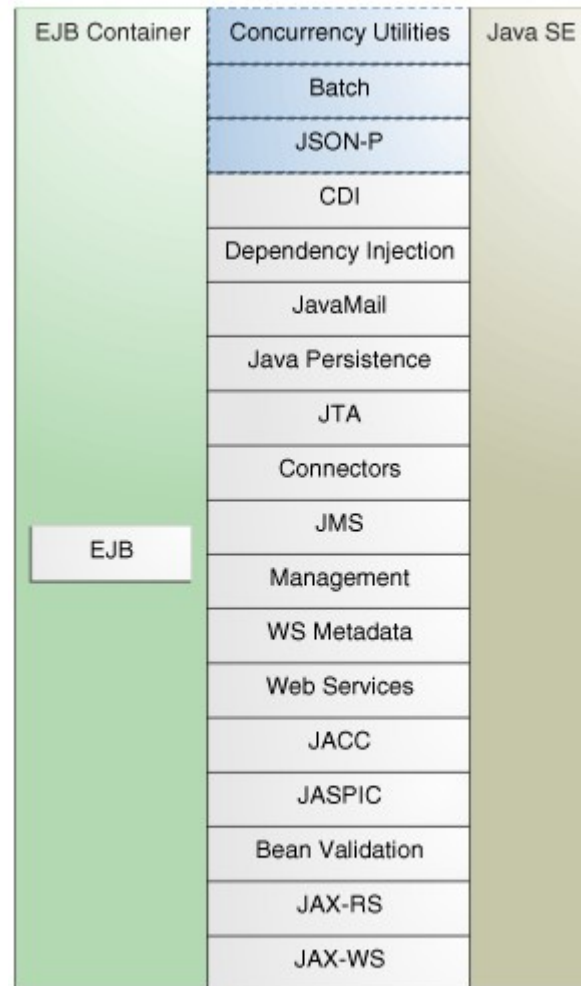 EJB Container
Concurrency Utilities
Java SE
Batch
JSON-P
CDI
Dependency Injection
JavaMail
Java Persistence
JTA
Connectors
JMS
EJB
Management
WS Metadata
Web Services
JACC
JASPIC
Bean Validation
JAX-RS
JAX-WS